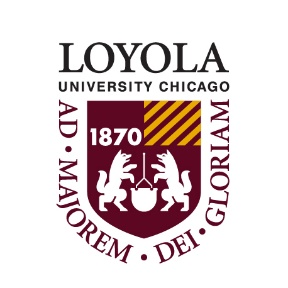 LOYOLA
UNIVERSITY CHICAGO
1870
AD · MAJOREM · DEI · GLORIAM